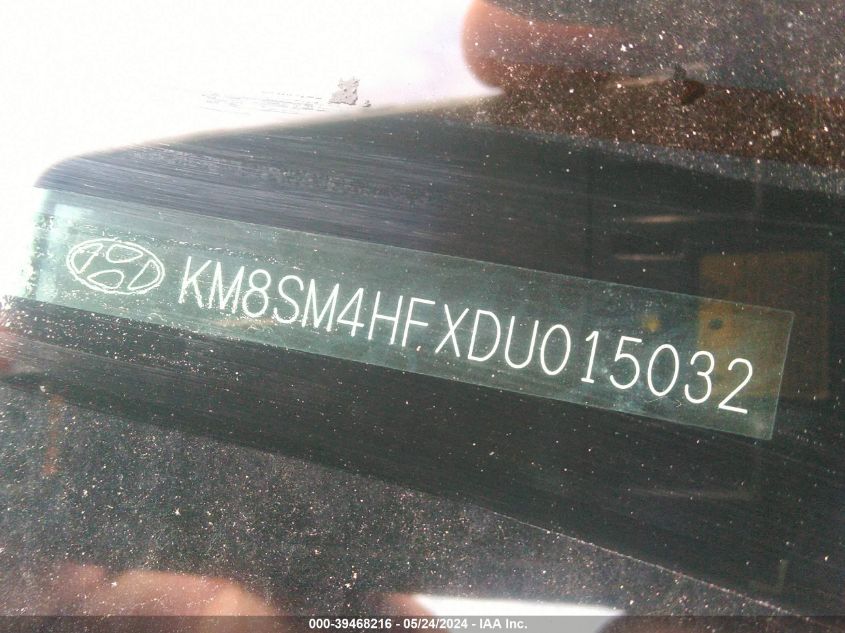 KM8SM4HFXDU015032
000-39468216 - 05/24/2024 - IAA Inc.